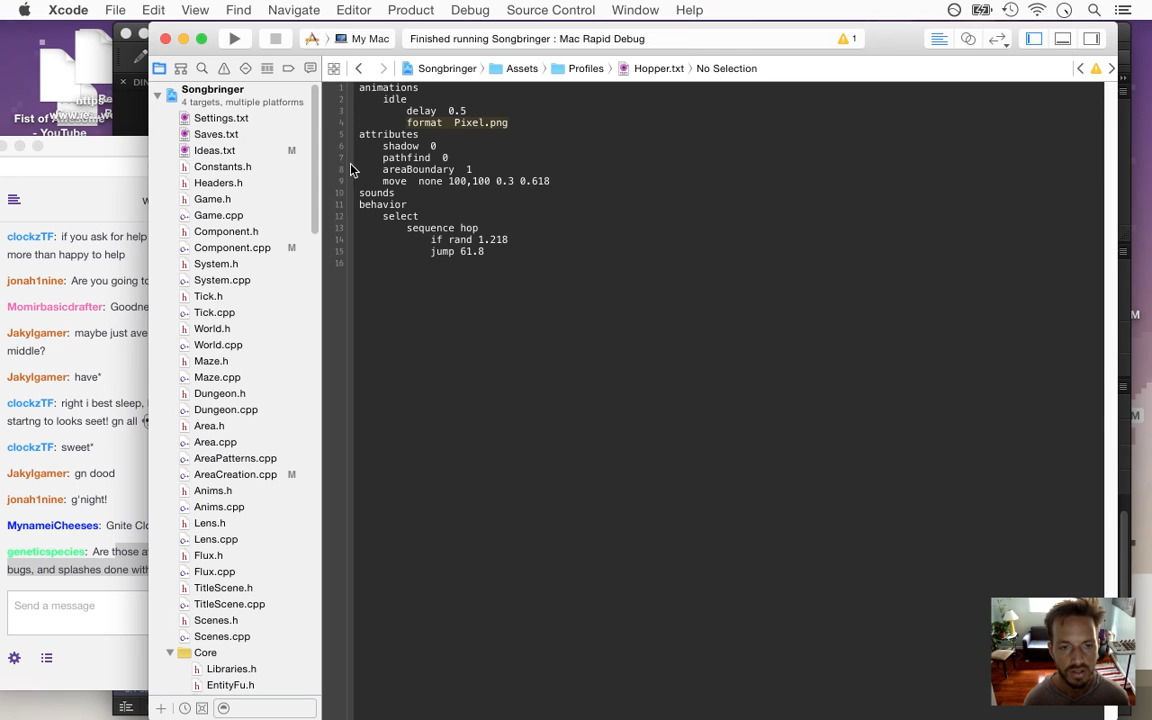 Xcode File Edit View Find Navigate Editor Product Debug Source Control Window Help
My Mac Finished running Songbringer : Mac Rapid Debug 1
Songbringer Assets Profiles Hopper.txt No Selection
https
www.
Fist of
- YouTube
DIN
clockzTF: if you ask for help
more than happy to help
jonah1nine: Are you going to
Momirbasicdrafter: Goodne
Jakylgamer: maybe just ave
middle?
Jakylgamer: have*
clockzTF: right i best sleep,
startng to looks seet! gn all
clockzTF: sweet*
Jakylgamer: gn dood
jonah1nine: g'night!
MynameiCheeses: Gnite Clo
geneticspecies: Are those a
bugs, and splashes done with
Send a message
Songbringer
4 targets, multiple platforms
Settings.txt
Saves.txt
Ideas.txt M
Constants.h
Headers.h
Game.h
Game.cpp
Component.h
Component.cpp M
System.h
System.cpp
Tick.h
Tick.cpp
World.h
World.cpp
Maze.h
Maze.cpp
Dungeon.h
Dungeon.cpp
Area.h
Area.cpp
AreaPatterns.cpp
AreaCreation.cpp M
Anims.h
Anims.cpp
Lens.h
Lens.cpp
Flux.h
Flux.cpp
TitleScene.h
TitleScene.cpp
Scenes.h
Scenes.cpp
Core
Libraries.h
EntityFu.h
1 animations
2 idle
3 delay 0.5
4 format Pixel.png
5 attributes
6 shadow 0
7 pathfind 0
8 areaBoundary 1
9 move none 100,100 0.3 0.618
10 sounds
11 behavior
12 select
13 sequence hop
14 if rand 1.218
15 jump 61.8
16
M
M